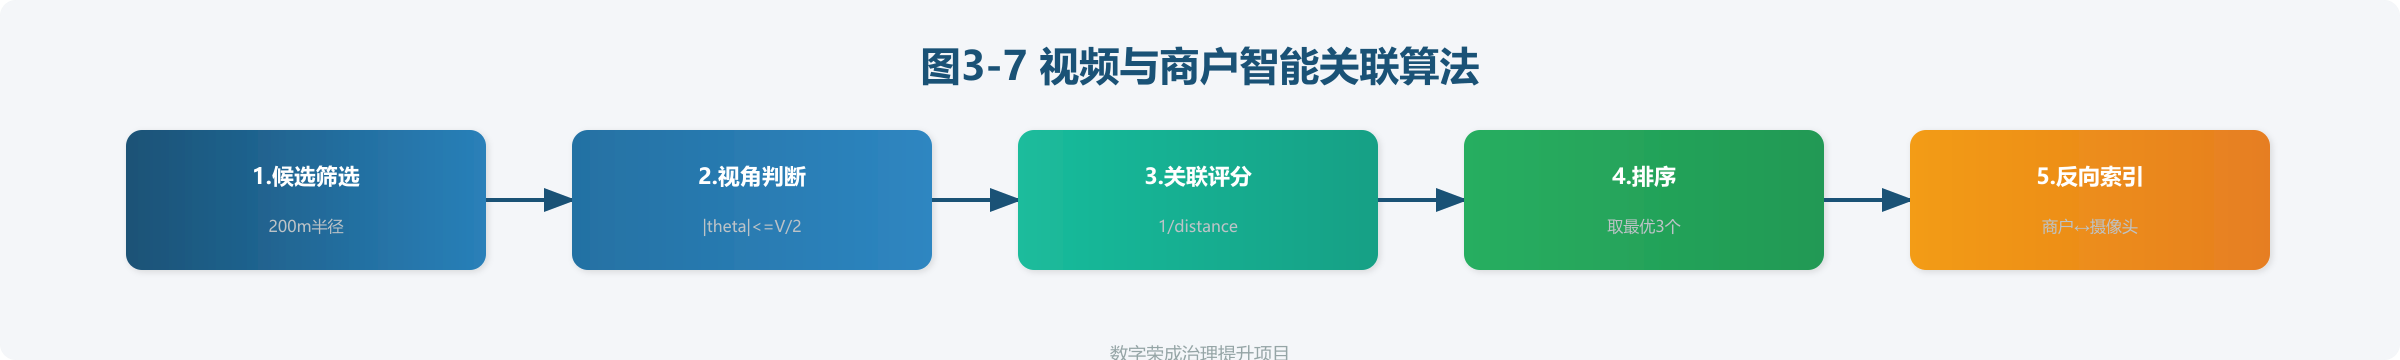 图3-7 视频与商户智能关联算法
1.候选筛选
200m半径
2.视角判断
|theta|<=V/2
3.关联评分
1/distance
4.排序
取最优3个
5.反向索引
商户↔摄像头
数字荣成治理提升项目